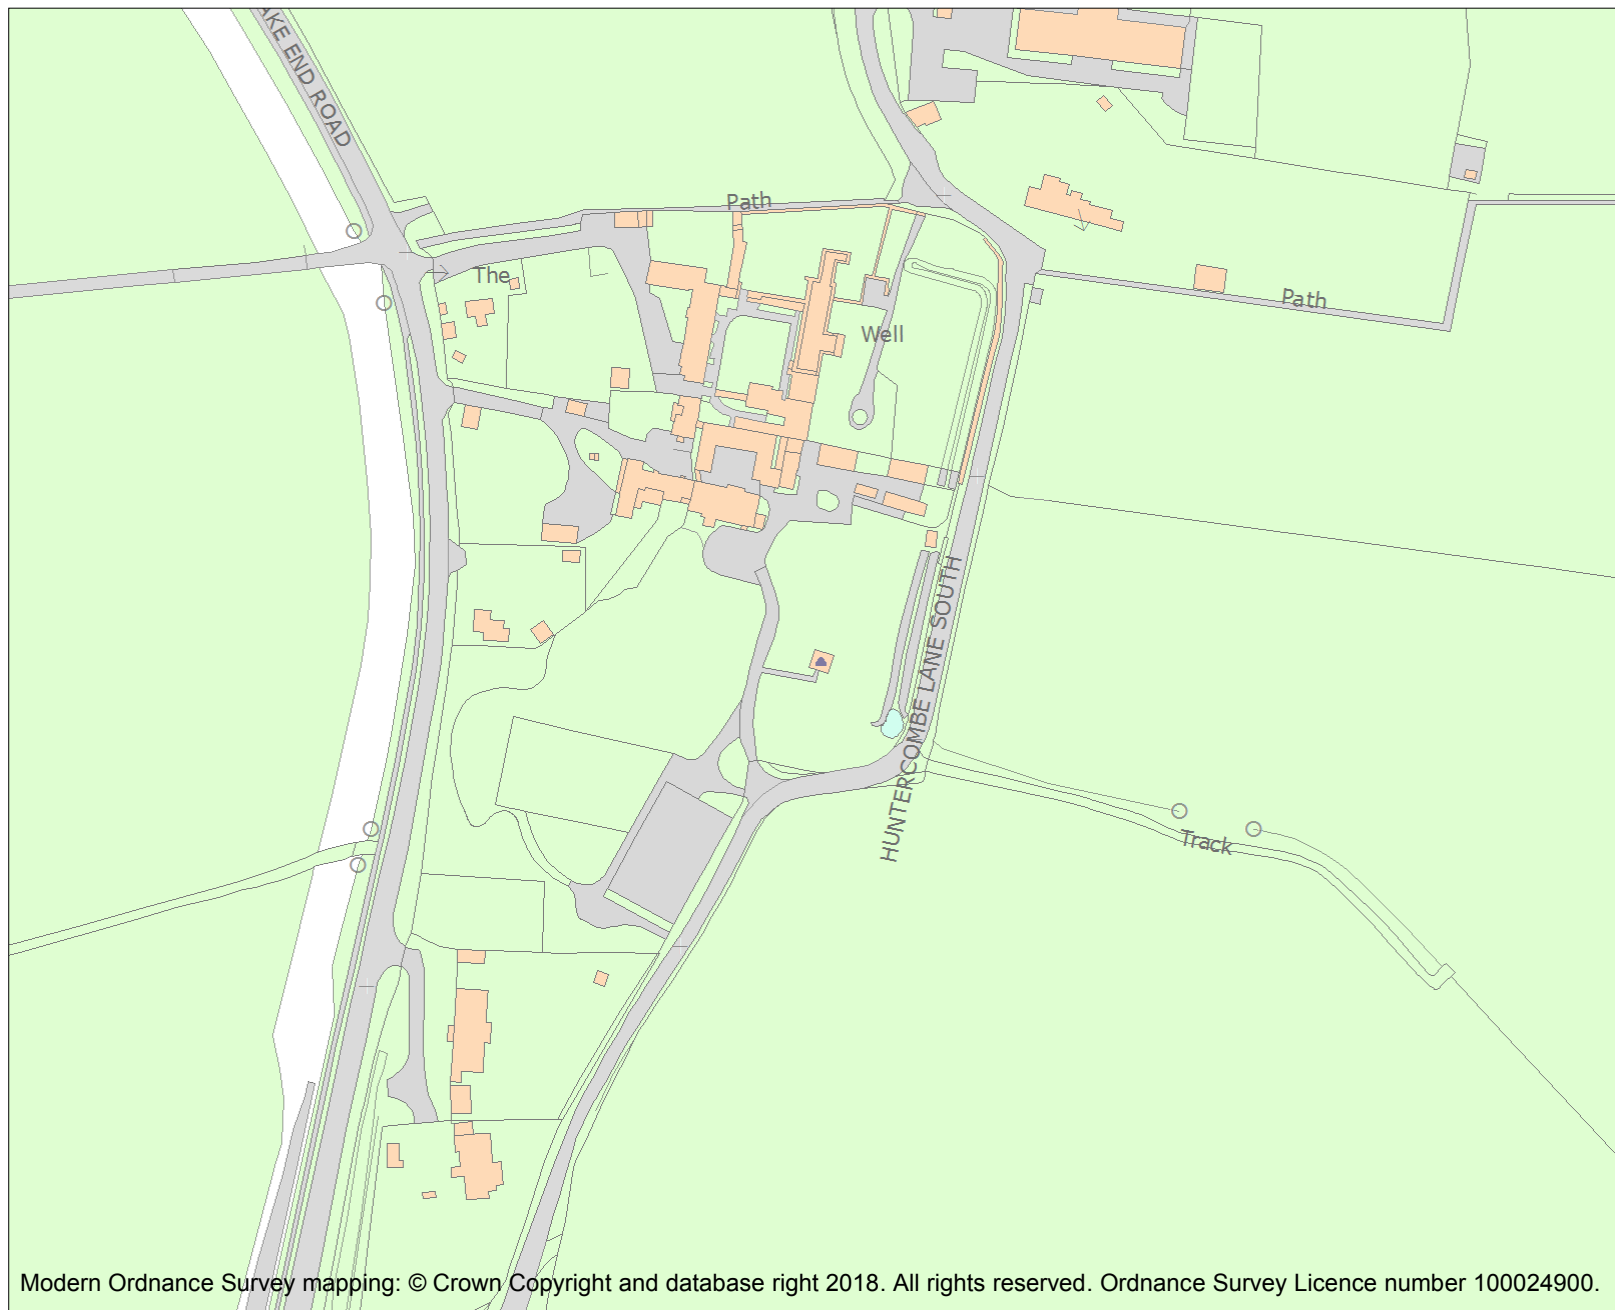 AKE END ROAD
Path
The
Path
Well
HUNTERCOMBE LANE SOUTH
Track
Modern Ordnance Survey mapping: © Crown Copyright and database right 2018. All rights reserved. Ordnance Survey Licence number 100024900.